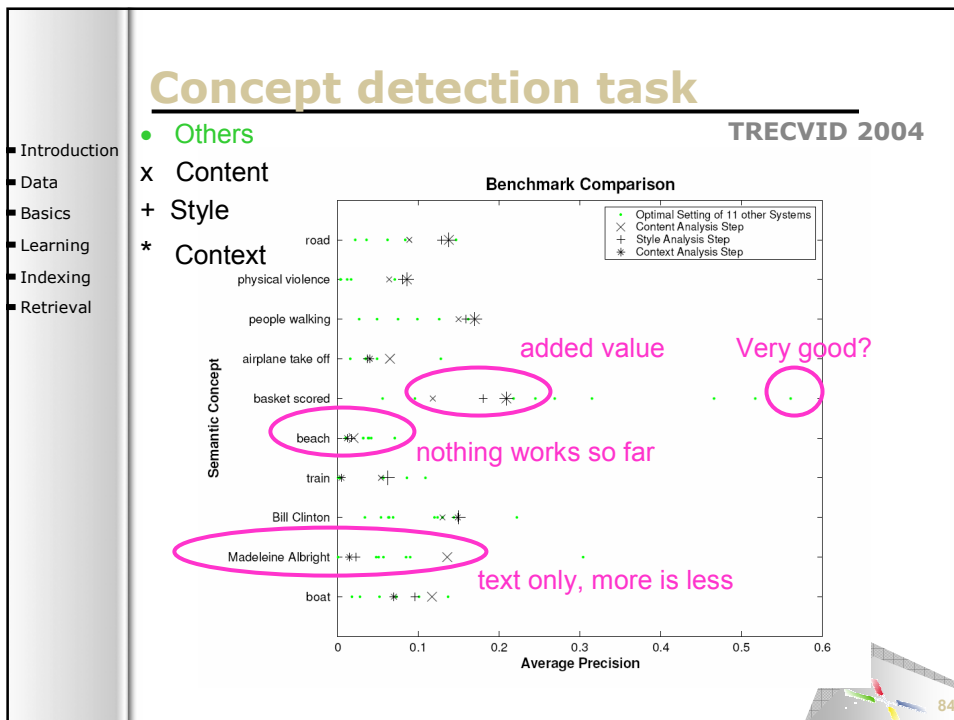 Concept detection task
TRECVID 2004
Introduction
Data
Basics
Learning
Indexing
Retrieval
• Others
x Content
+ Style
* Context
Benchmark Comparison
Optimal Setting of 11 other Systems
Content Analysis Step
Style Analysis Step
Context Analysis Step
Semantic Concept
road
physical violence
people walking
airplane take off
basket scored
beach
train
Bill Clinton
Madeleine Albright
boat
added value
Very good?
nothing works so far
text only, more is less
0 0.1 0.2 0.3 0.4 0.5 0.6
Average Precision
84